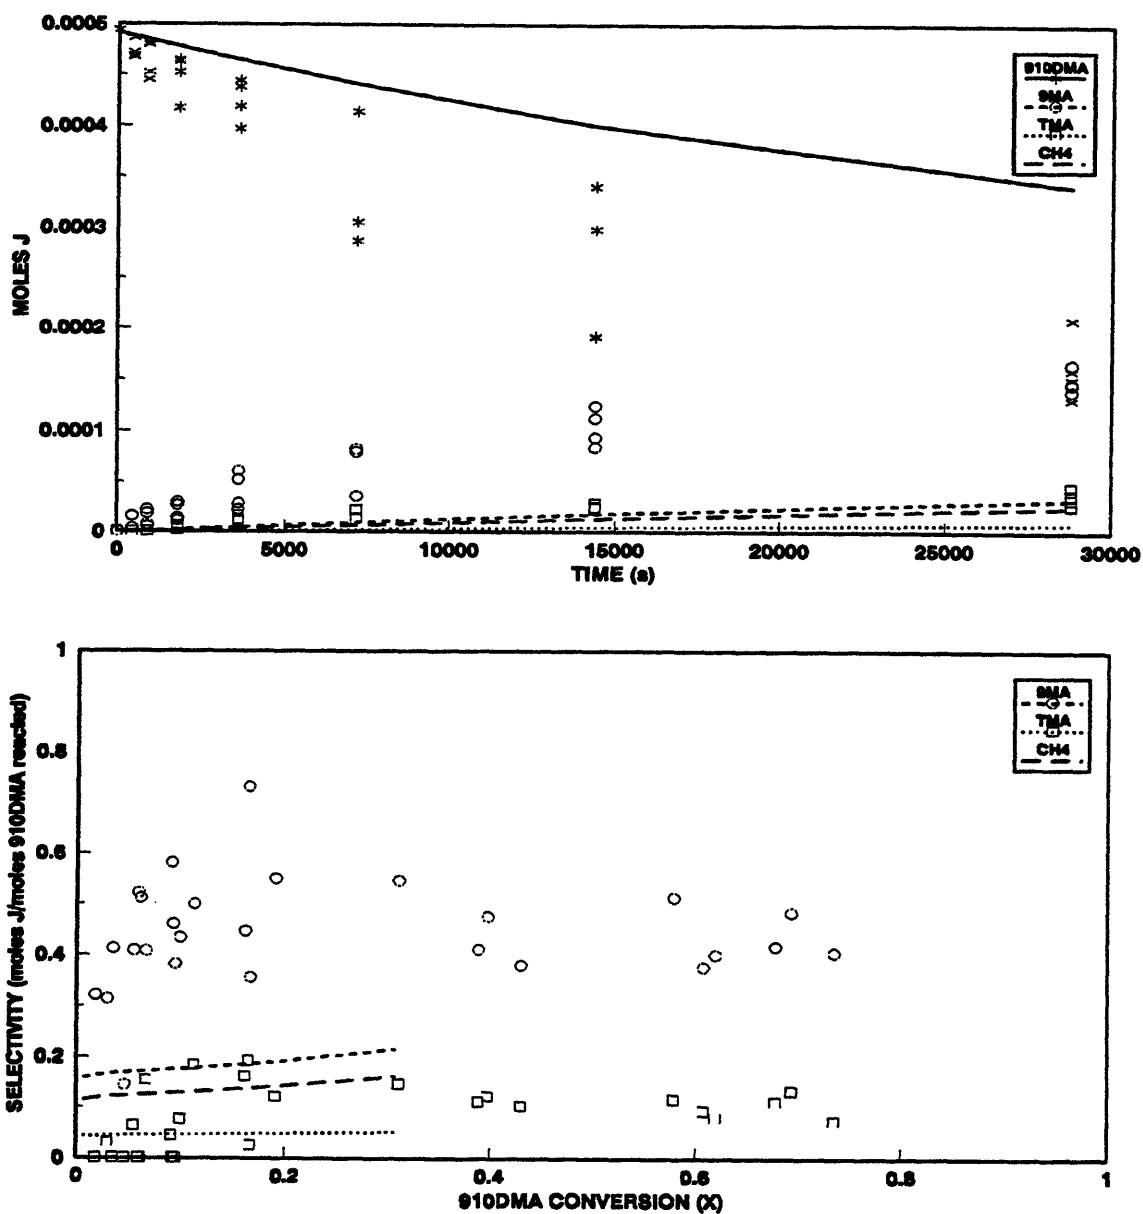 0.0005
0.0004
0.0003
0.0002
0.0001
0
MOLES J
910DMA
9MA
TMA
CH4
0 5000 10000 15000 20000 25000 30000
TIME (s)
1
0.8
0.6
0.4
0.2
0
SELECTIVITY (moles J/moles 910DMA reacted)
9MA
TMA
CH4
0 0.2 0.4 0.6 0.8 1
910DMA CONVERSION (X)